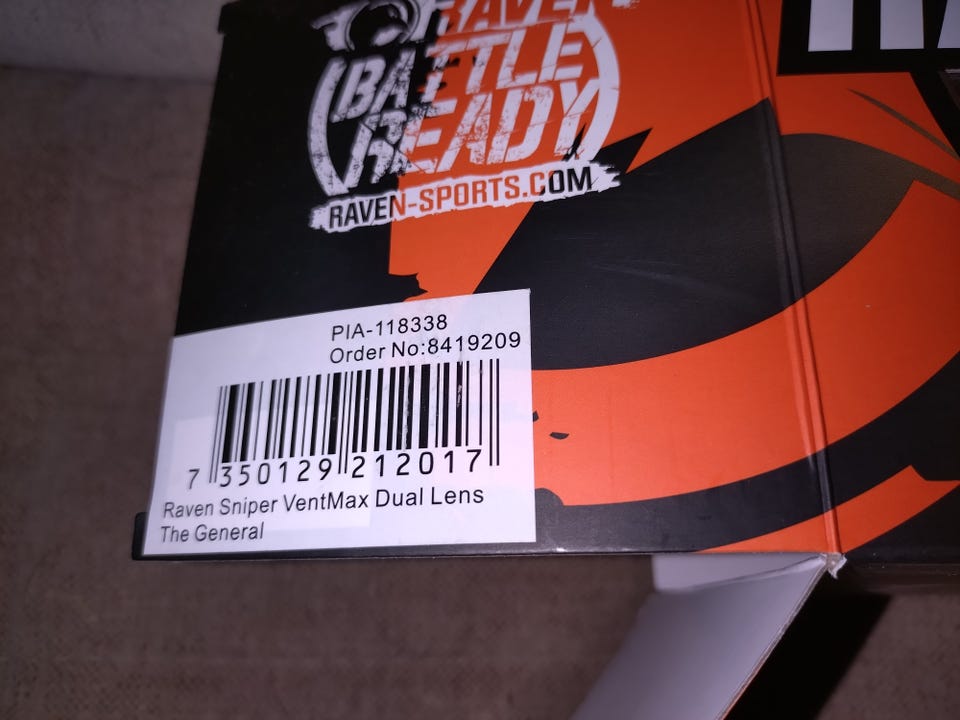 RAVEN
BATTLE
READY
RAVEN-SPORTS.COM
PIA-118338
Order No:8419209
7 350129 212017
Raven Sniper VentMax Dual Lens
The General